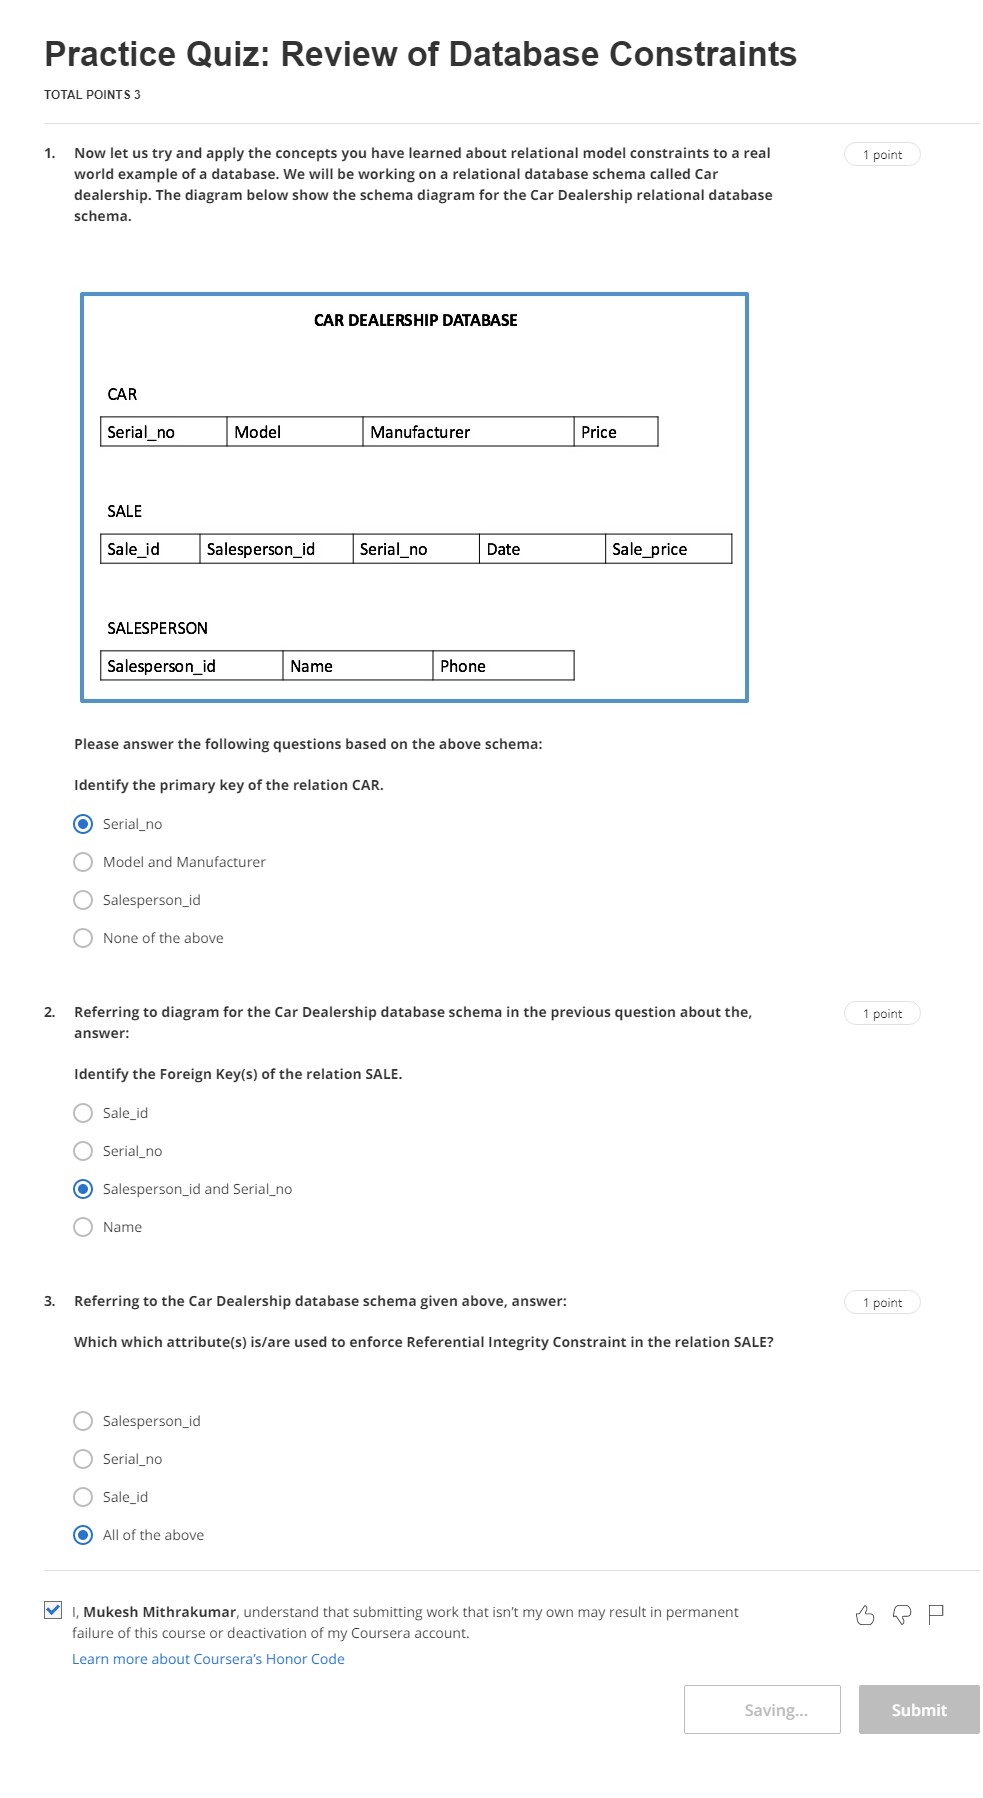 Practice Quiz: Review of Database Constraints
TOTAL POINTS 3
1. Now let us try and apply the concepts you have learned about relational model constraints to a real
1 point
world example of a database. We will be working on a relational database schema called Car
dealership. The diagram below show the schema diagram for the Car Dealership relational database
schema.
CAR DEALERSHIP DATABASE
CAR
Serial_no Model Manufacturer Price
SALE
Sale_id Salesperson_id Serial_no Date Sale_price
SALESPERSON
Salesperson_id Name Phone
Please answer the following questions based on the above schema:
Identify the primary key of the relation CAR.
Serial_no
Model and Manufacturer
Salesperson_id
None of the above
2. Referring to diagram for the Car Dealership database schema in the previous question about the,
1 point
answer:
Identify the Foreign Key(s) of the relation SALE.
Sale_id
Serial_no
Salesperson_id and Serial_no
Name
3. Referring to the Car Dealership database schema given above, answer:
1 point
Which which attribute(s) is/are used to enforce Referential Integrity Constraint in the relation SALE?
Salesperson_id
Serial_no
Sale_id
All of the above
I, Mukesh Mithrakumar, understand that submitting work that isn't my own may result in permanent
failure of this course or deactivation of my Coursera account.
Learn more about Coursera's Honor Code
Saving...
Submit